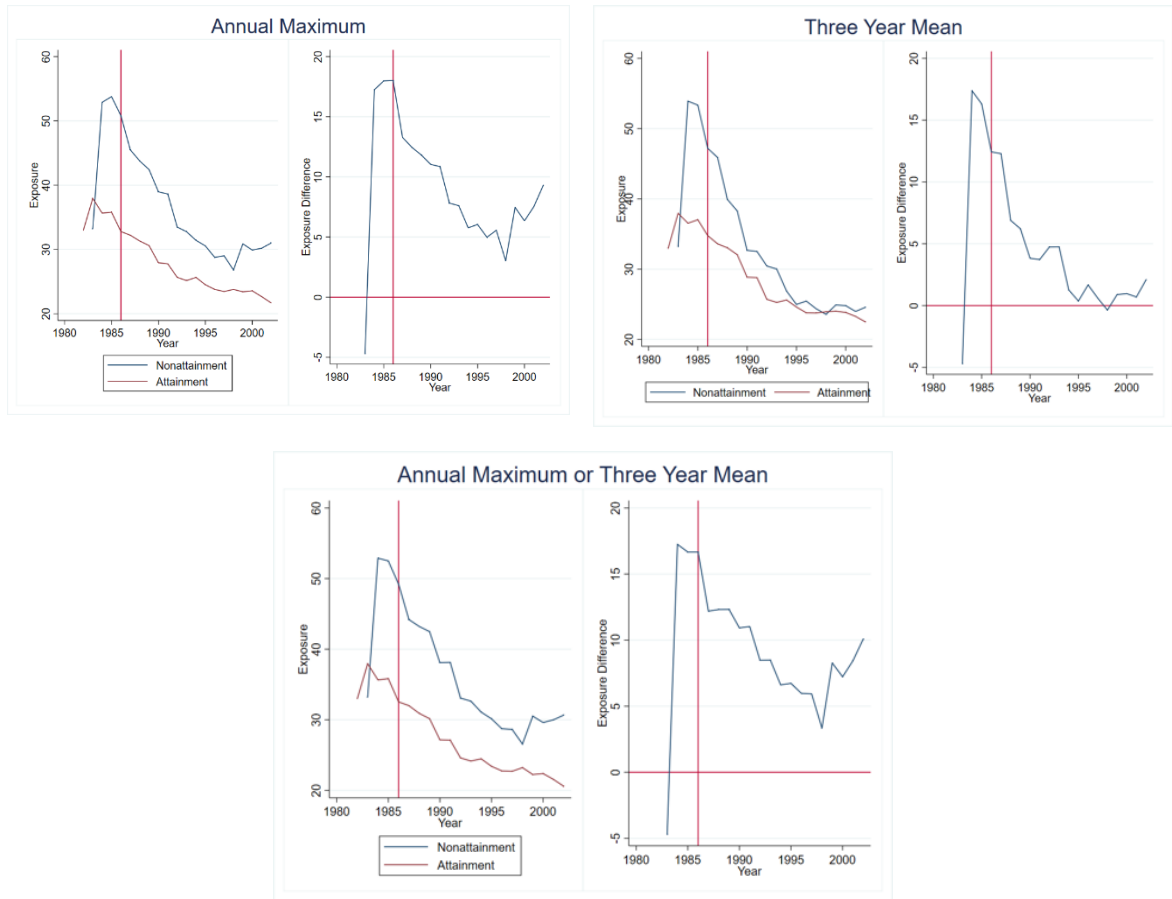 Annual Maximum
Exposure
60
50
40
30
20
1980 1985 1990 1995 2000
Year
Nonattainment
Attainment
Exposure Difference
20
15
10
5
0
-5
1980 1985 1990 1995 2000
Year
Three Year Mean
Exposure
60
50
40
30
20
1980 1985 1990 1995 2000
Year
Nonattainment Attainment
Exposure Difference
20
15
10
5
0
-5
1980 1985 1990 1995 2000
Year
Annual Maximum or Three Year Mean
Exposure
60
50
40
30
20
1980 1985 1990 1995 2000
Year
Nonattainment
Attainment
Exposure Difference
20
15
10
5
0
-5
1980 1985 1990 1995 2000
Year